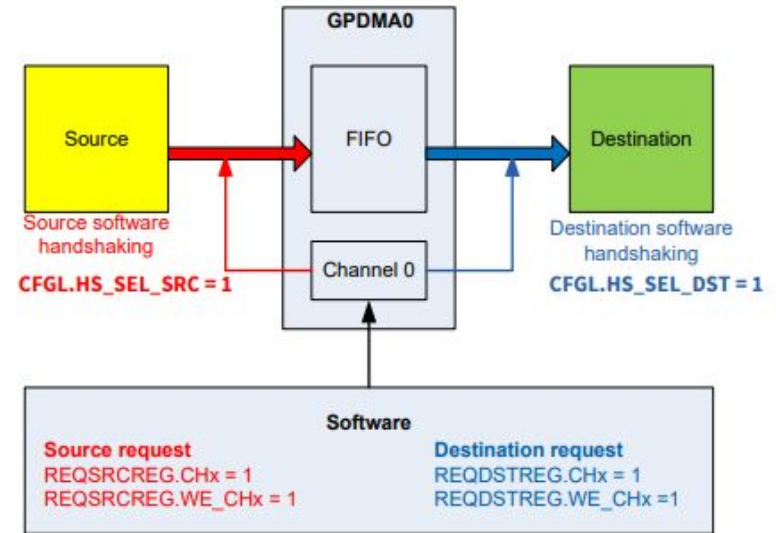 GPDMA0
Source
FIFO
Destination
Source software
handshaking
CFGL.HS_SEL_SRC = 1
Channel 0
Destination software
handshaking
CFGL.HS_SEL_DST = 1
Software
Source request
REQSRCREG.CHx = 1
REQSRCREG.WE_CHx = 1
Destination request
REQDSTREG.CHx = 1
REQDSTREG.WE_CHx =1